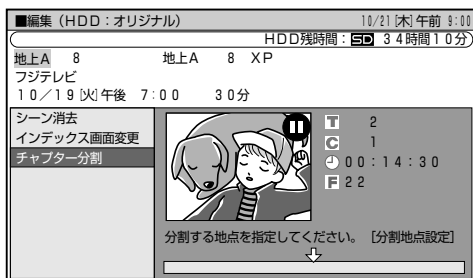 ■編集（HDD：オリジナル） 10/21[木]午前 9:00
HDD残時間：SD 34時間10分
地上A 8 地上A 8 XP
フジテレビ
10／19[火]午後 7：00 30分
シーン消去
インデックス画面変更
チャプター分割
T 2
C 1
00：14：30
F 22
分割する地点を指定してください。［分割地点設定］